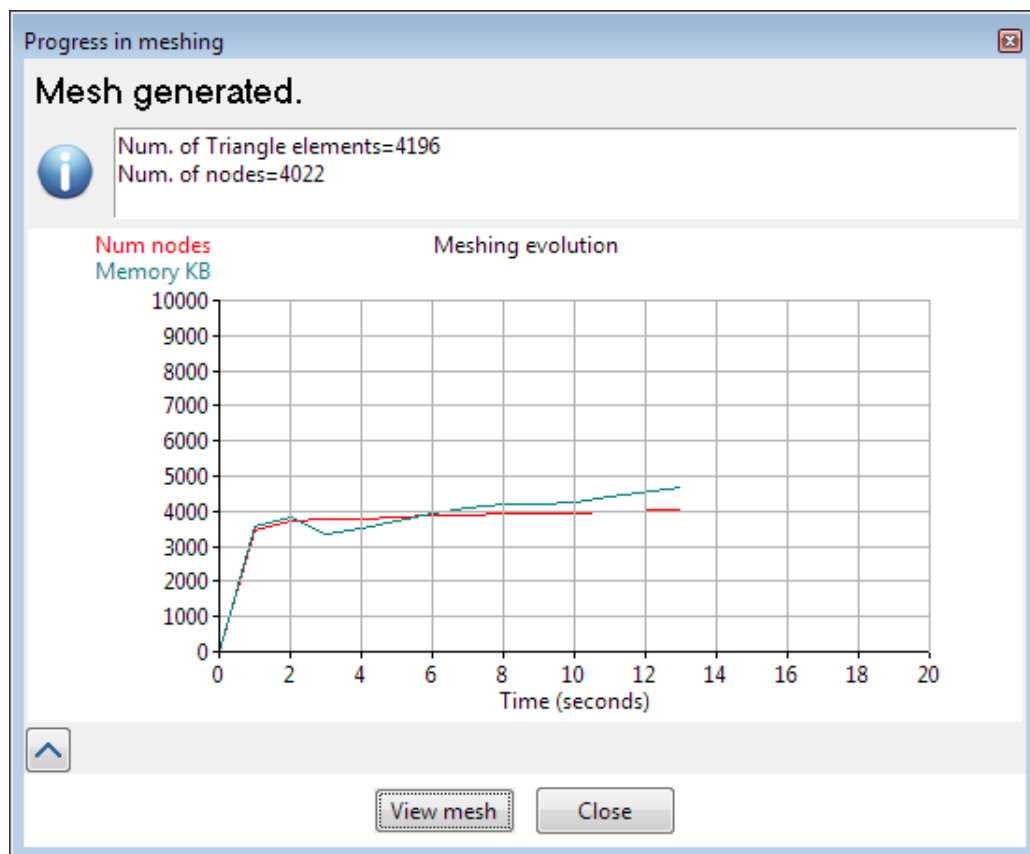 Progress in meshing
Mesh generated.
Num. of Triangle elements=4196
Num. of nodes=4022
Num nodes
Memory KB
Meshing evolution
10000
9000
8000
7000
6000
5000
4000
3000
2000
1000
0
0 2 4 6 8 10 12 14 16 18 20
Time (seconds)
View mesh
Close